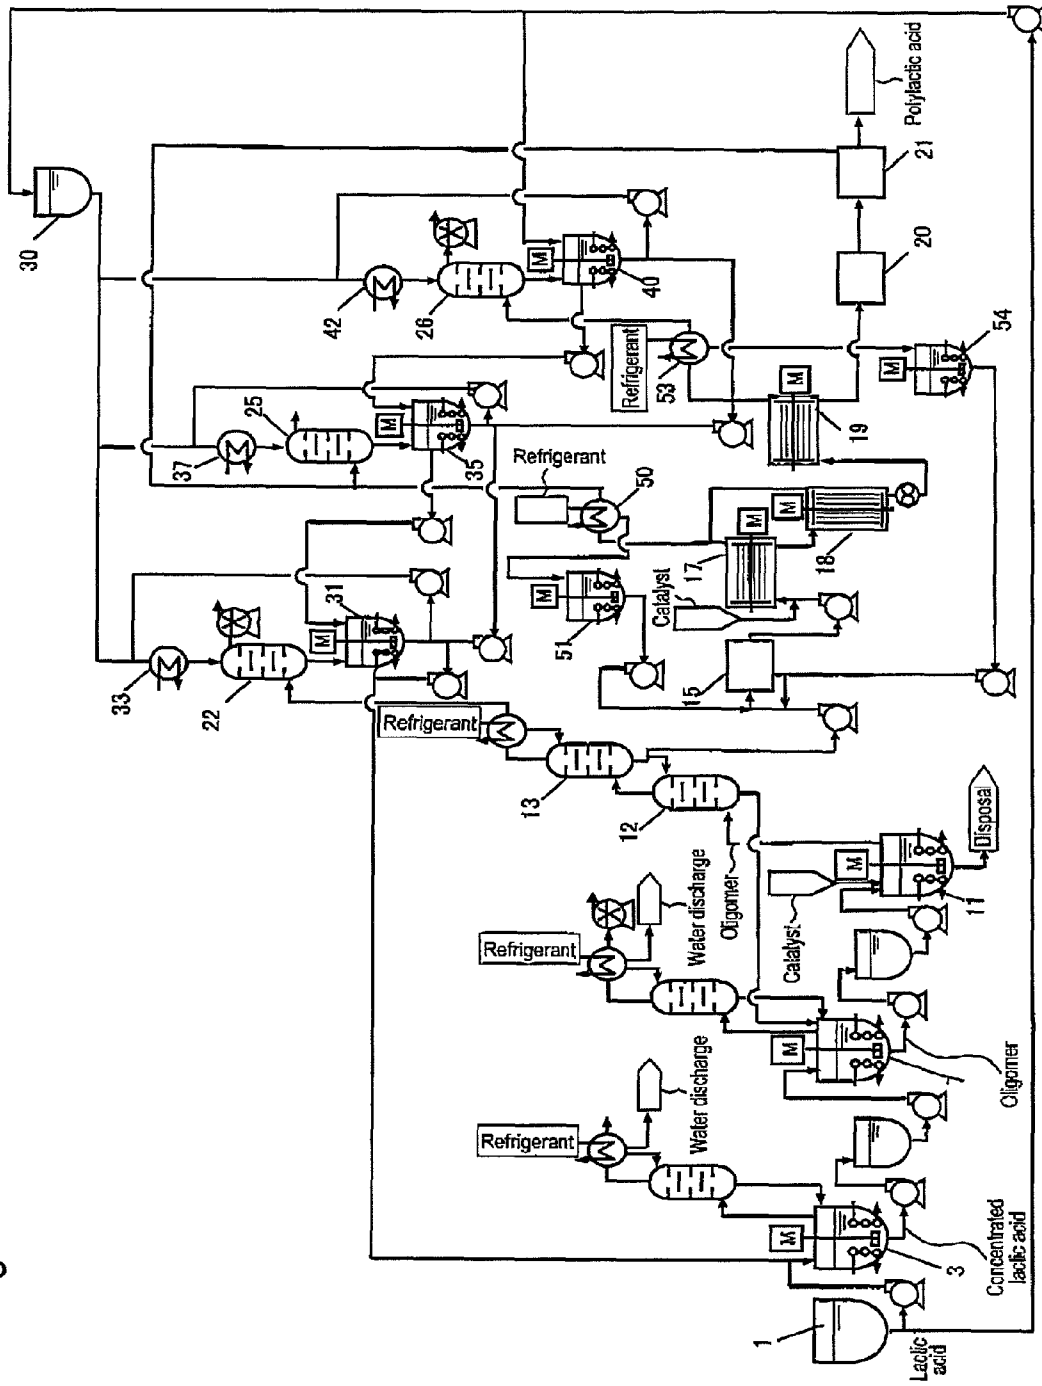 30
42
26
M
40
Refrigerant
53
M
54
M
19
20
21
Polylactic acid
37
25
M
35
Refrigerant
50
M
51
Catalyst
17
M
M
18
15
33
22
M
31
Refrigerant
13
12
Oligomer
Catalyst
M
11
Disposal
Refrigerant
Water discharge
M
Oligomer
Refrigerant
Water discharge
M
3
Concentrated
lactic acid
1
Lactic
acid